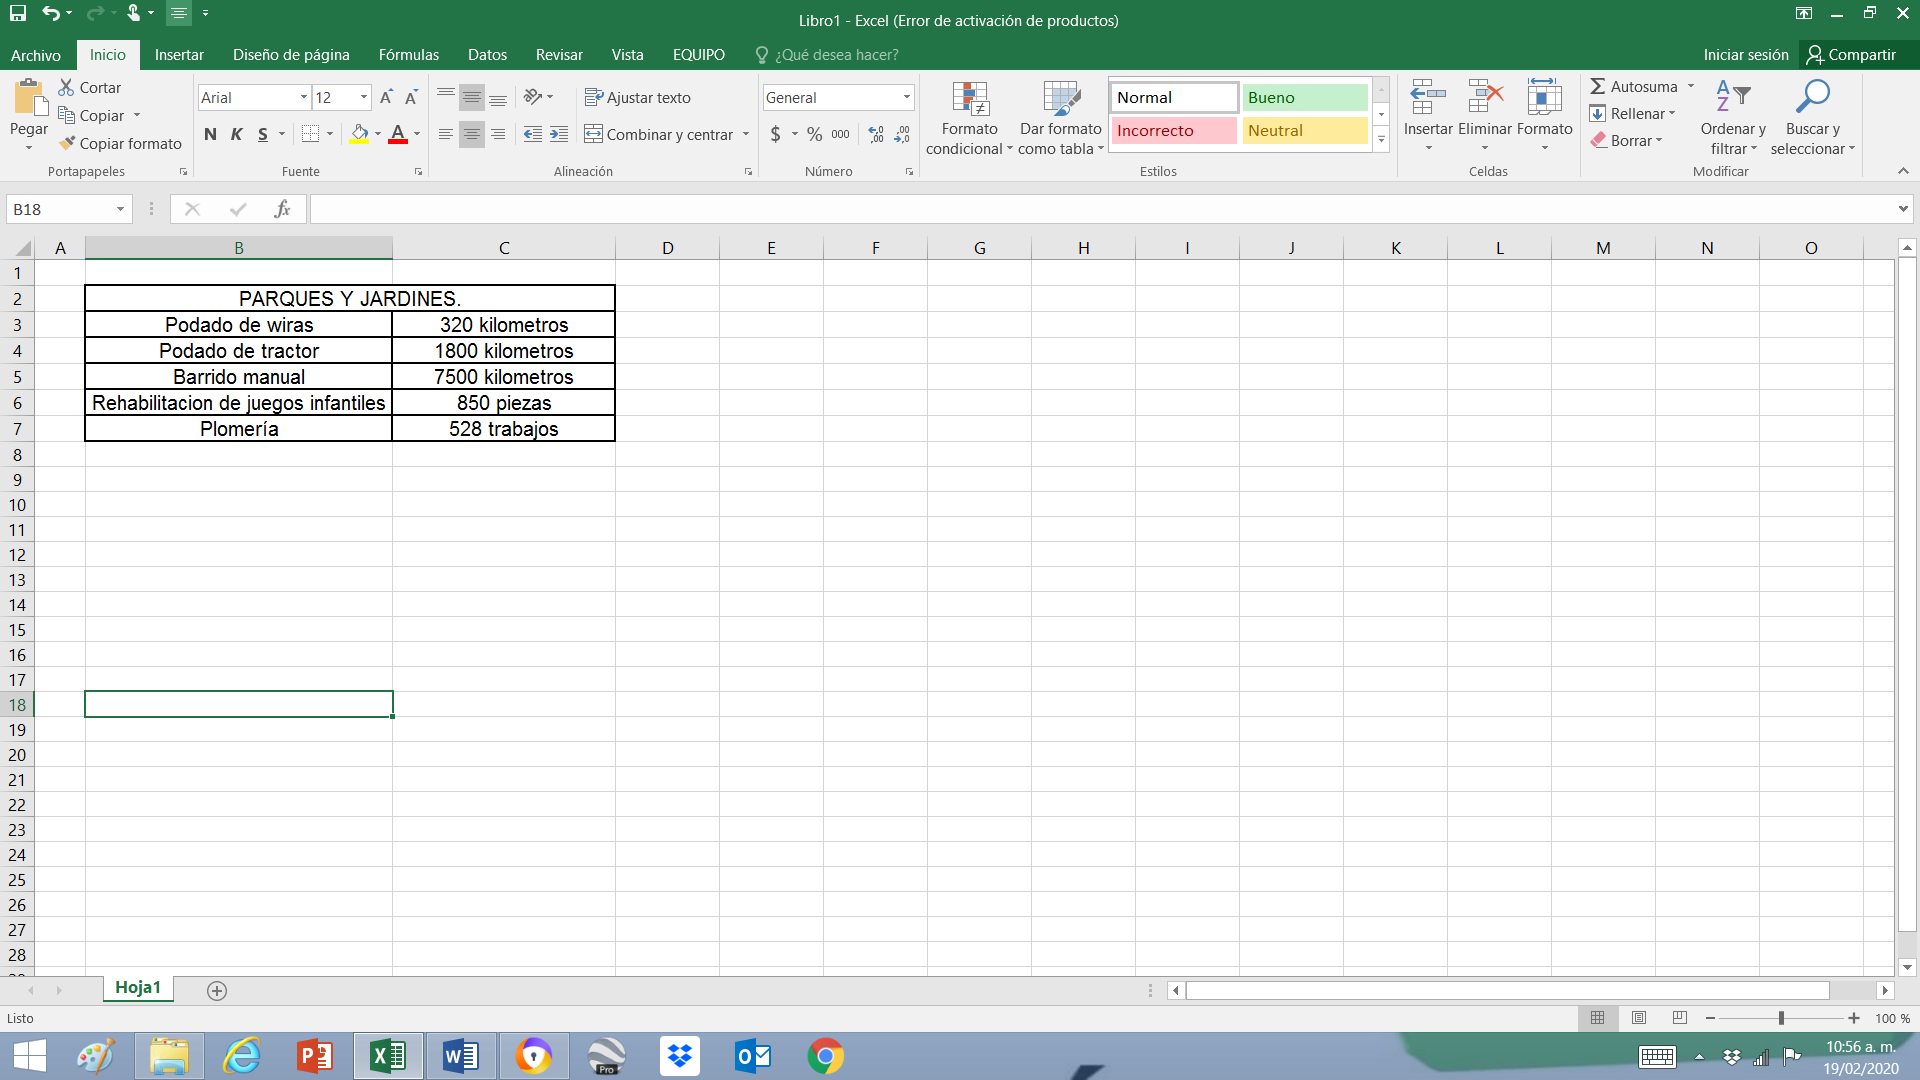 Libro1 - Excel (Error de activación de productos)
Archivo Inicio Insertar Diseño de página Fórmulas Datos Revisar Vista EQUIPO ¿Qué desea hacer? Iniciar sesión Compartir
Pegar
Cortar
Copiar
Copiar formato
Portapapeles
Arial 12
N K S A
Fuente
Ajustar texto
Combinar y centrar
Alineación
General
$ % 000
Número
Formato condicional
Dar formato como tabla
Normal Bueno
Incorrecto Neutral
Estilos
Insertar Eliminar Formato
Celdas
Autosuma
Rellenar
Borrar
Ordenar y filtrar
Buscar y seleccionar
Modificar
B18 fx
A B C D E F G H I J K L M N O
1
2 PARQUES Y JARDINES.
3 Podado de wiras 320 kilometros
4 Podado de tractor 1800 kilometros
5 Barrido manual 7500 kilometros
6 Rehabilitacion de juegos infantiles 850 piezas
7 Plomería 528 trabajos
8
9
10
11
12
13
14
15
16
17
18
19
20
21
22
23
24
25
26
27
28
Hoja1
Listo 100 %
Pro
10:56 a. m.
19/02/2020